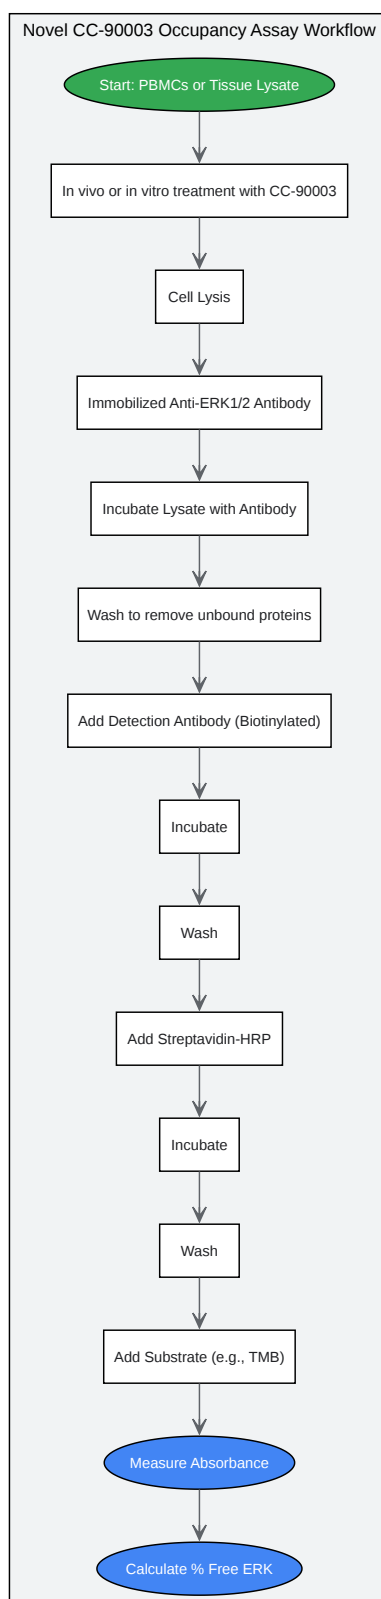 Novel CC-90003 Occupancy Assay Workflow
Start: PBMCs or Tissue Lysate
In vivo or in vitro treatment with CC-90003
Cell Lysis
Immobilized Anti-ERK1/2 Antibody
Incubate Lysate with Antibody
Wash to remove unbound proteins
Add Detection Antibody (Biotinylated)
Incubate
Wash
Add Streptavidin-HRP
Incubate
Wash
Add Substrate (e.g., TMB)
Measure Absorbance
Calculate % Free ERK